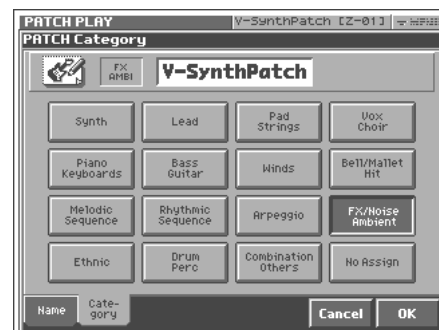 PATCH PLAY V-SynthPatch [Z-01]
PATCH Category
FX AMBI V-SynthPatch
Synth Lead Pad Strings Vox Choir
Piano Keyboards Bass Guitar Winds Bell/Mallet Hit
Melodic Sequence Rhythmic Sequence Arpeggio FX/Noise Ambient
Ethnic Drum Perc Combination Others No Assign
Name Cate-gory Cancel OK